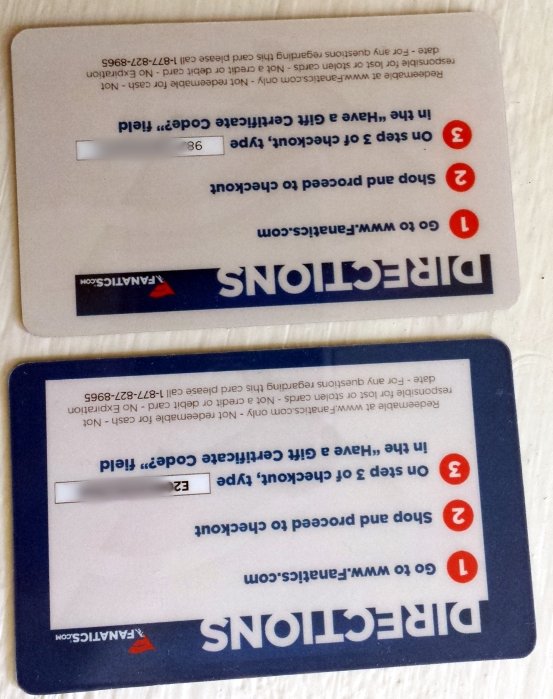 DIRECTIONS FANATICS.COM
1 Go to www.Fanatics.com
2 Shop and proceed to checkout
3 On step 3 of checkout, type E2
in the “Have a Gift Certificate Code?” field
Redeemable at www.Fanatics.com only - Not redeemable for cash - Not
responsible for lost or stolen cards - Not a credit or debit card - No Expiration
date - For any questions regarding this card please call 1-877-827-8965
DIRECTIONS FANATICS.COM
1 Go to www.Fanatics.com
2 Shop and proceed to checkout
3 On step 3 of checkout, type 98
in the “Have a Gift Certificate Code?” field
Redeemable at www.Fanatics.com only - Not redeemable for cash - Not
responsible for lost or stolen cards - Not a credit or debit card - No Expiration
date - For any questions regarding this card please call 1-877-827-8965